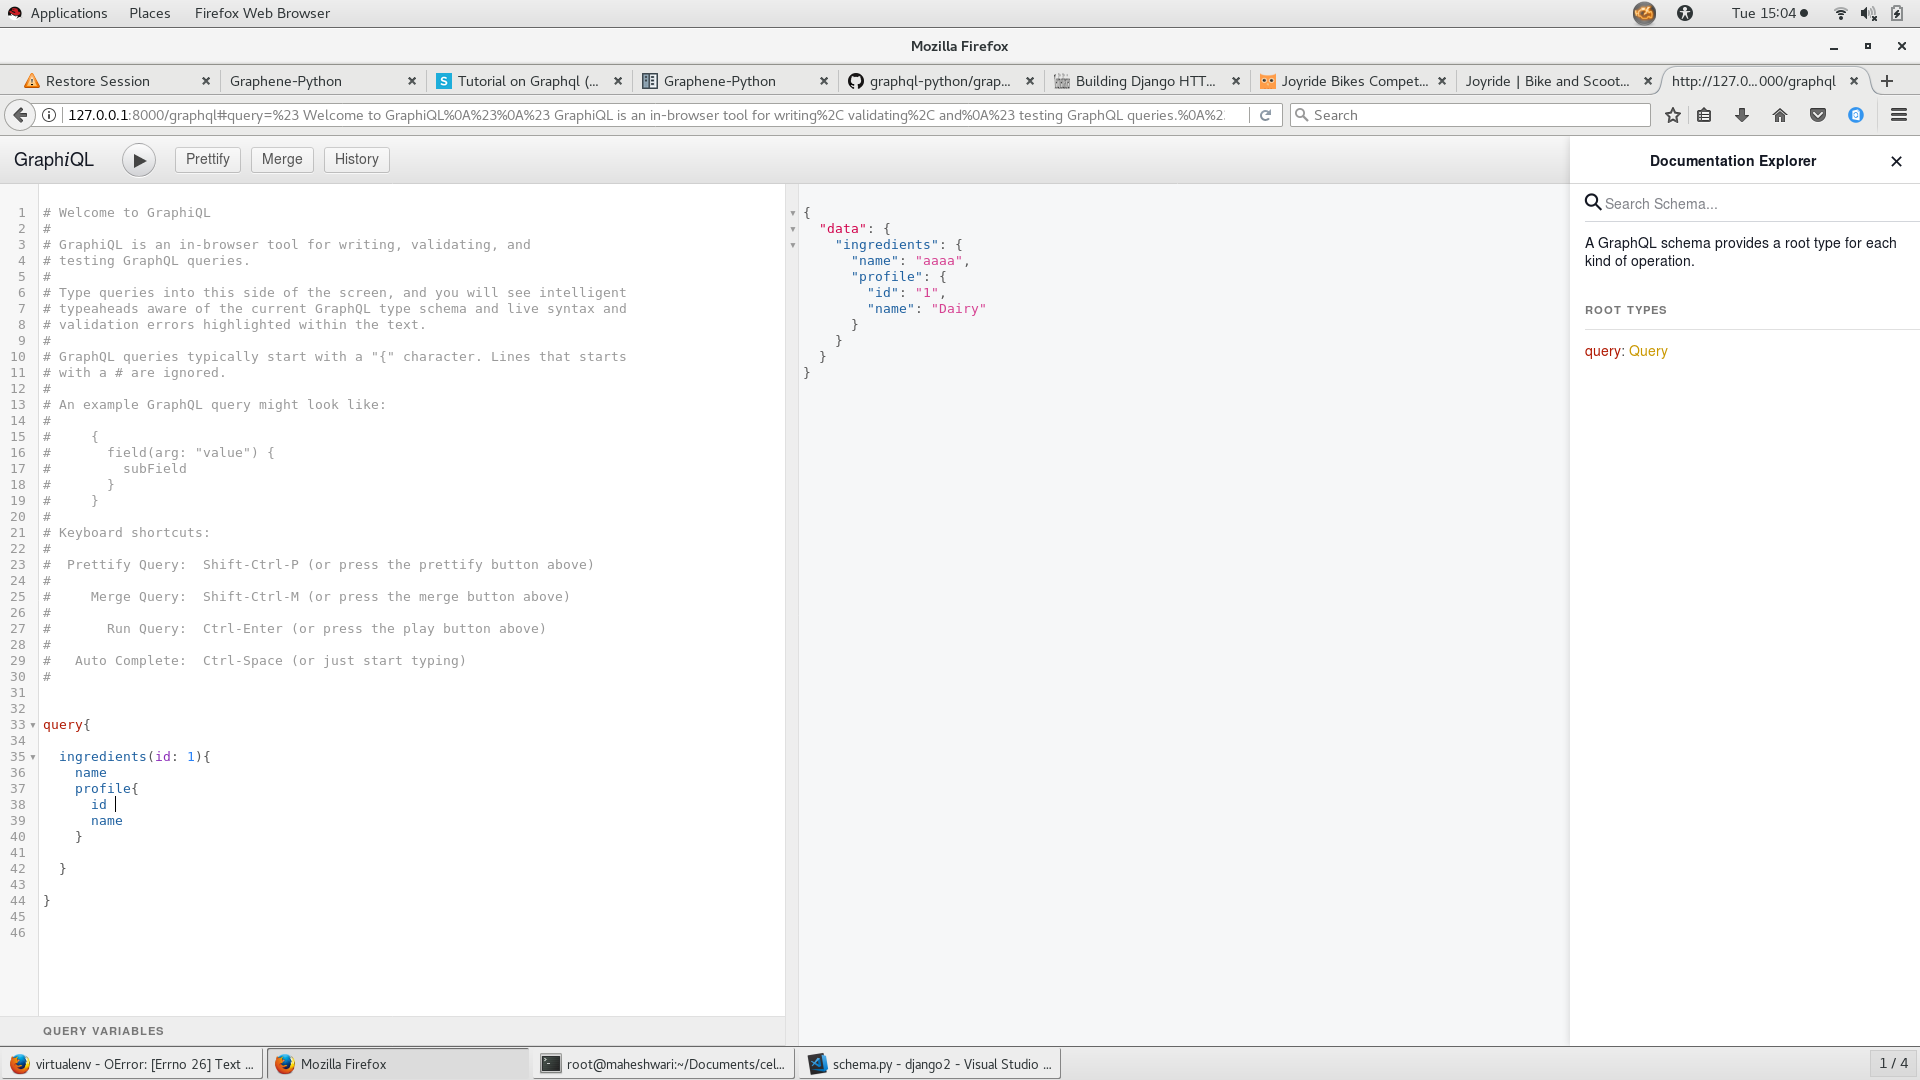 Applications Places Firefox Web Browser Tue 15:04
Mozilla Firefox
Restore Session Graphene-Python Tutorial on Graphql (... Graphene-Python graphql-python/grap... Building Django HTT... Joyride Bikes Compet... Joyride | Bike and Scoot... http://127.0...000/graphql
127.0.0.1:8000/graphql#query=%23 Welcome to GraphiQL%0A%23%0A%23 GraphiQL is an in-browser tool for writing%2C validating%2C and%0A%23 testing GraphQL queries.%0A%2: Search
GraphiQL Prettify Merge History
Documentation Explorer
Search Schema...
A GraphQL schema provides a root type for each
kind of operation.
ROOT TYPES
query: Query
1 # Welcome to GraphiQL
2 #
3 # GraphiQL is an in-browser tool for writing, validating, and
4 # testing GraphQL queries.
5 #
6 # Type queries into this side of the screen, and you will see intelligent
7 # typeaheads aware of the current GraphQL type schema and live syntax and
8 # validation errors highlighted within the text.
9 #
10 # GraphQL queries typically start with a "{" character. Lines that starts
11 # with a # are ignored.
12 #
13 # An example GraphQL query might look like:
14 #
15 #     {
16 #       field(arg: "value") {
17 #         subField
18 #       }
19 #     }
20 #
21 # Keyboard shortcuts:
22 #
23 #  Prettify Query:  Shift-Ctrl-P (or press the prettify button above)
24 #
25 #     Merge Query:  Shift-Ctrl-M (or press the merge button above)
26 #
27 #       Run Query:  Ctrl-Enter (or press the play button above)
28 #
29 #   Auto Complete:  Ctrl-Space (or just start typing)
30 #
31
32
33 query{
34
35   ingredients(id: 1){
36     name
37     profile{
38       id
39       name
40     }
41
42   }
43
44 }
45
46
{
  "data": {
    "ingredients": {
      "name": "aaaa",
      "profile": {
        "id": "1",
        "name": "Dairy"
      }
    }
  }
}
QUERY VARIABLES
virtualenv - OError: [Errno 26] Text ... Mozilla Firefox root@maheshwari:~/Documents/cel... schema.py - django2 - Visual Studio ... 1 / 4